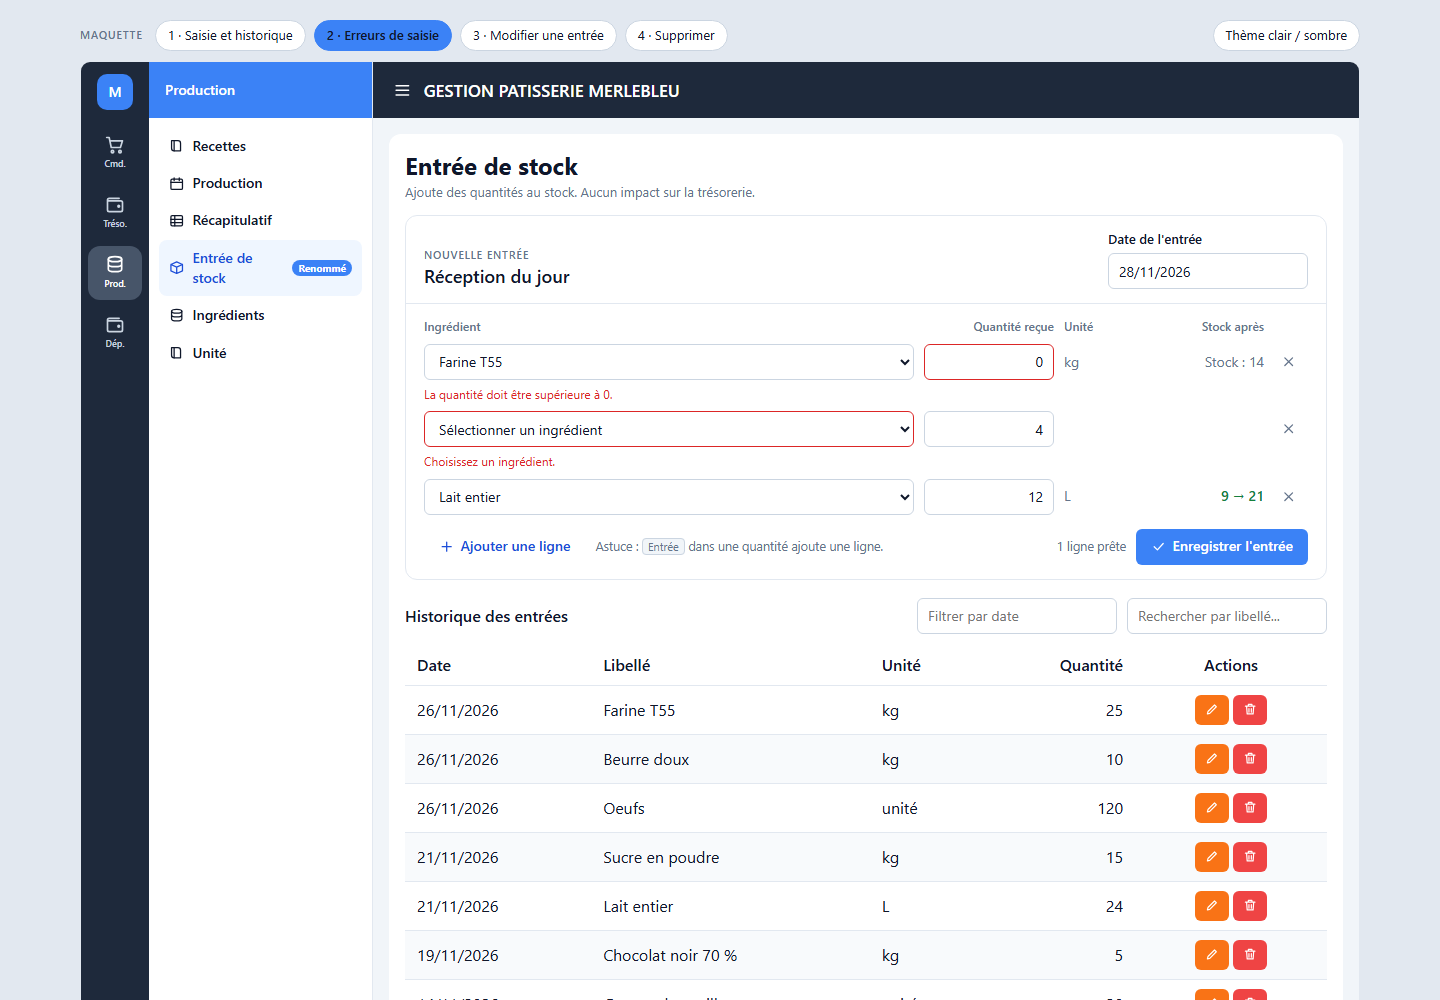 MAQUETTE
1 · Saisie et historique
2 · Erreurs de saisie
3 · Modifier une entrée
4 · Supprimer
Thème clair / sombre
M
Cmd.
Tréso.
Prod.
Dép.
Production
Recettes
Production
Récapitulatif
Entrée de
stock
Renommé
Ingrédients
Unité
GESTION PATISSERIE MERLEBLEU
Entrée de stock
Ajoute des quantités au stock. Aucun impact sur la trésorerie.
NOUVELLE ENTRÉE
Réception du jour
Date de l'entrée
28/11/2026
Ingrédient Quantité reçue Unité Stock après
Farine T55 0 kg Stock : 14
La quantité doit être supérieure à 0.
Sélectionner un ingrédient 4
Choisissez un ingrédient.
Lait entier 12 L 9 → 21
Ajouter une ligne Astuce : Entrée dans une quantité ajoute une ligne. 1 ligne prête Enregistrer l'entrée
Historique des entrées Filtrer par date Rechercher par libellé...
Date Libellé Unité Quantité Actions
26/11/2026 Farine T55 kg 25
26/11/2026 Beurre doux kg 10
26/11/2026 Oeufs unité 120
21/11/2026 Sucre en poudre kg 15
21/11/2026 Lait entier L 24
19/11/2026 Chocolat noir 70 % kg 5